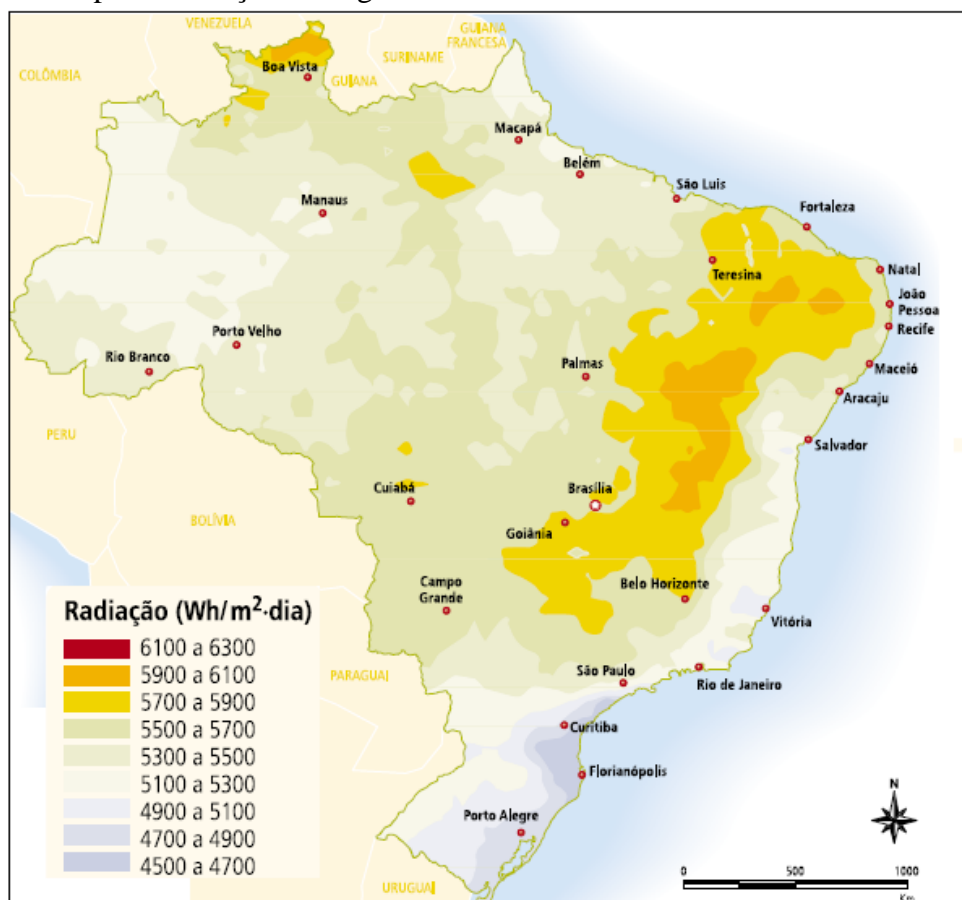 VENEZUELA
GUIANA
FRANCESA
SURINAME
COLÔMBIA
Boa Vista
GUIANA
Macapá
Belém
São Luis
Fortaleza
Manaus
Teresina
Natal
João
Pessoa
Recife
Porto Velho
Rio Branco
Palmas
Maceió
Aracaju
PERU
Salvador
Cuiabá
Brasília
BOLÍVIA
Goiânia
Campo
Grande
Belo Horizonte
Vitória
Radiação (Wh/m²·dia)
6100 a 6300
5900 a 6100
5700 a 5900
5500 a 5700
5300 a 5500
5100 a 5300
4900 a 5100
4700 a 4900
4500 a 4700
PARAGUAI
São Paulo
Rio de Janeiro
Curitiba
Florianópolis
Porto Alegre
URUGUAI
N
0 500 1000
Km